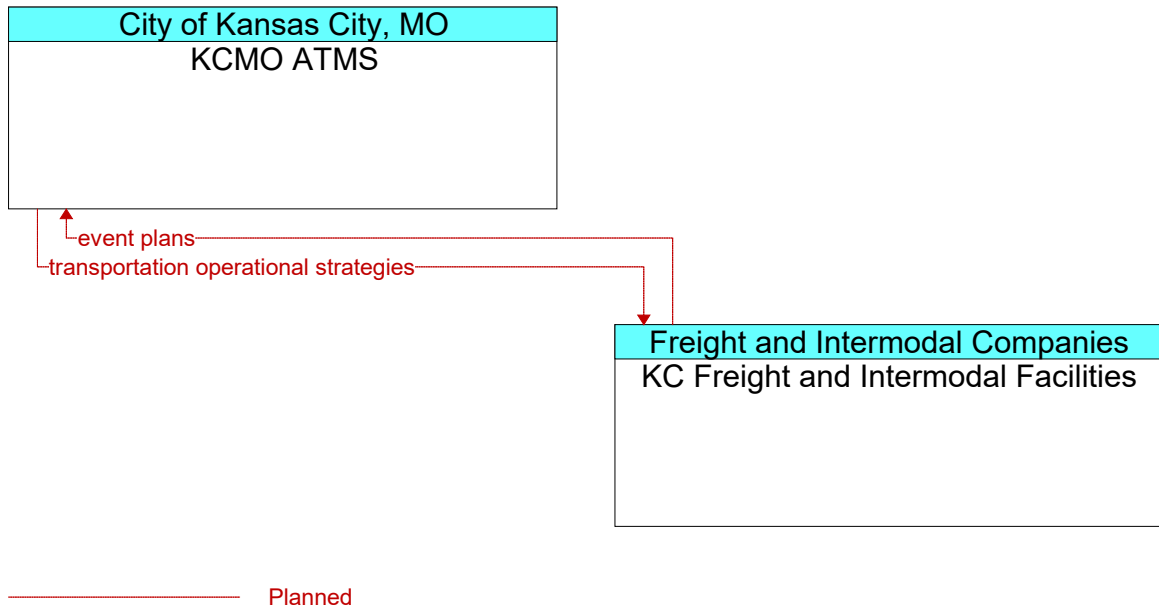 City of Kansas City, MO
KCMO ATMS
event plans
transportation operational strategies
Freight and Intermodal Companies
KC Freight and Intermodal Facilities
Planned